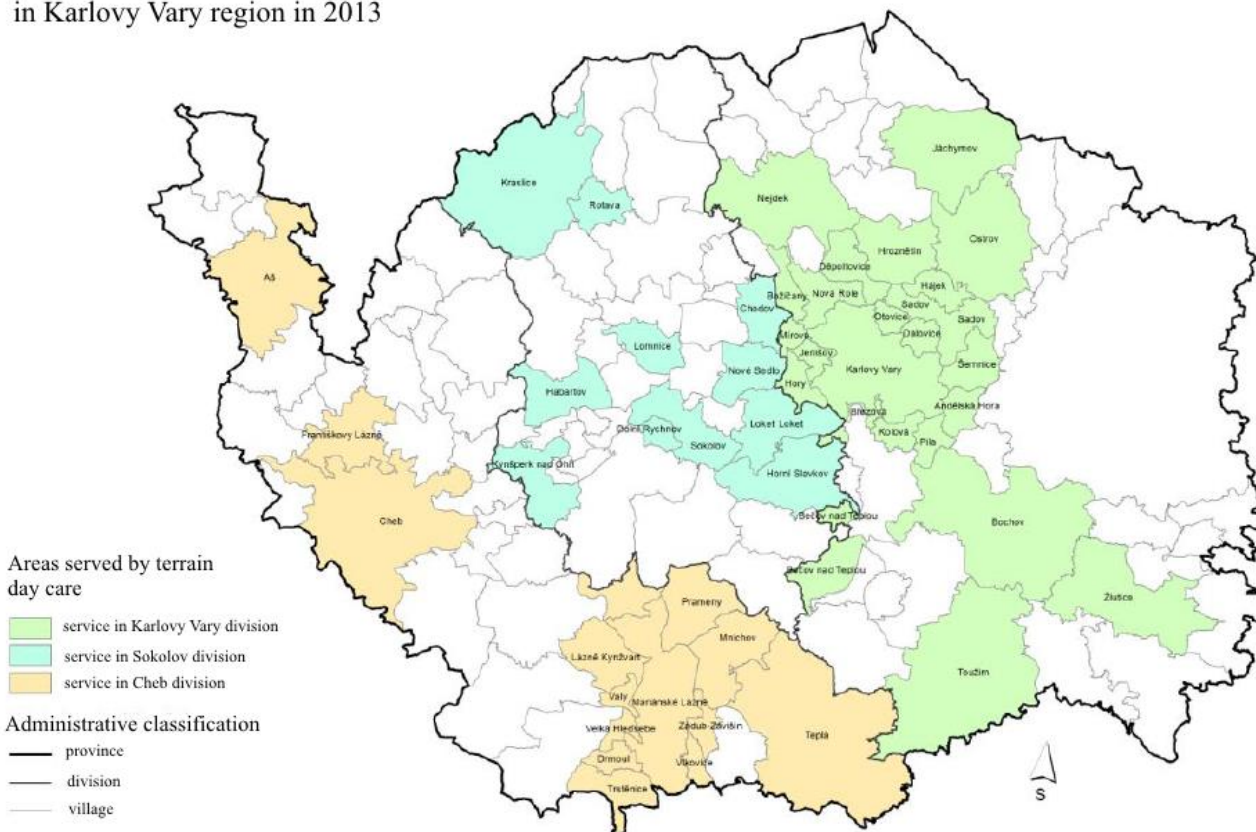 in Karlovy Vary region in 2013
Jáchymov
Kraslice
Rotava
Nejdek
Ostrov
Hroznětín
Děpoltovice
Aš
Hájek
Božičany
Nová Role
Chodov
Sadov
Otovice
Sadov
Mírová
Dalovice
Lomnice
Jenišov
Šemnice
Karlovy Vary
Nové Sedlo
Hory
Habartov
Andělská Hora
Březová
Loket Loket
Dolní Rychnov
Kolová
Františkovy Lázně
Sokolov
Pila
Kynšperk nad Ohří
Horní Slavkov
Cheb
Bečov nad Teplou
Bochov
Areas served by terrain
day care
Bečov nad Teplou
Žlutice
Prameny
service in Karlovy Vary division
Mnichov
service in Sokolov division
Lázně Kynžvart
Toužim
service in Cheb division
Valy
Mariánské Lázně
Administrative classification
Velká Hleďsebe
Zádub-Závišín
Teplá
province
Drmoul
Vlkovice
division
Trstěnice
S
village